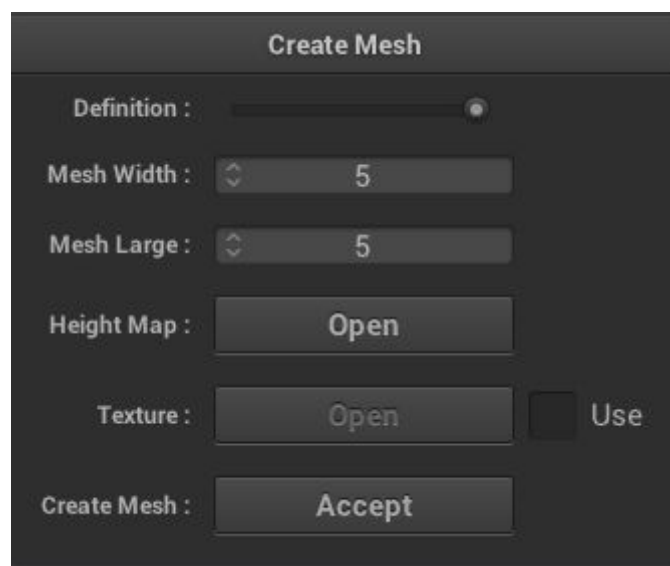 Create Mesh
Definition :
Mesh Width : 5
Mesh Large : 5
Height Map : Open
Texture : Open Use
Create Mesh : Accept